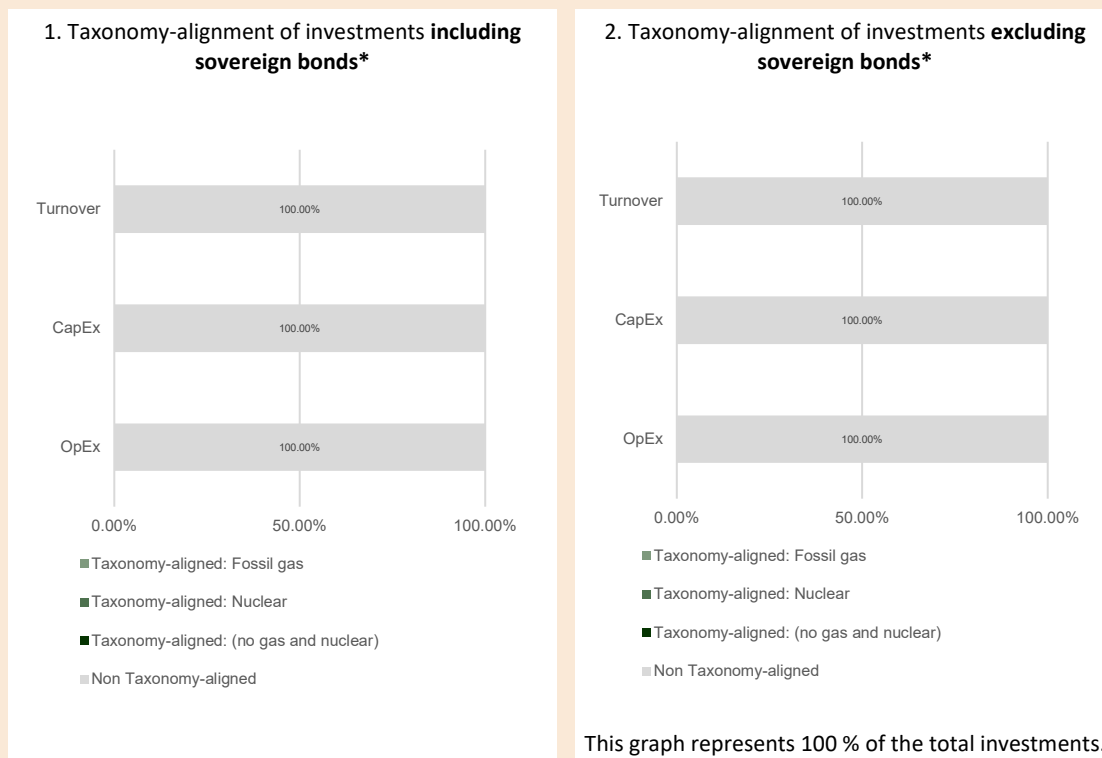 1. Taxonomy-alignment of investments including
sovereign bonds*
Turnover
100.00%
CapEx
100.00%
OpEx
100.00%
0.00%
50.00%
100.00%
Taxonomy-aligned: Fossil gas
Taxonomy-aligned: Nuclear
Taxonomy-aligned: (no gas and nuclear)
Non Taxonomy-aligned
2. Taxonomy-alignment of investments excluding
sovereign bonds*
Turnover
100.00%
CapEx
100.00%
OpEx
100.00%
0.00%
50.00%
100.00%
Taxonomy-aligned: Fossil gas
Taxonomy-aligned: Nuclear
Taxonomy-aligned: (no gas and nuclear)
Non Taxonomy-aligned
This graph represents 100 % of the total investments.